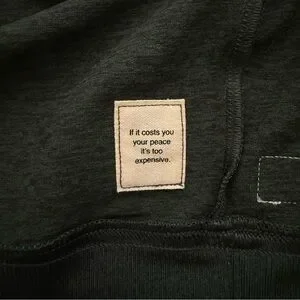 If it costs you
your peace
it's too
expensive.